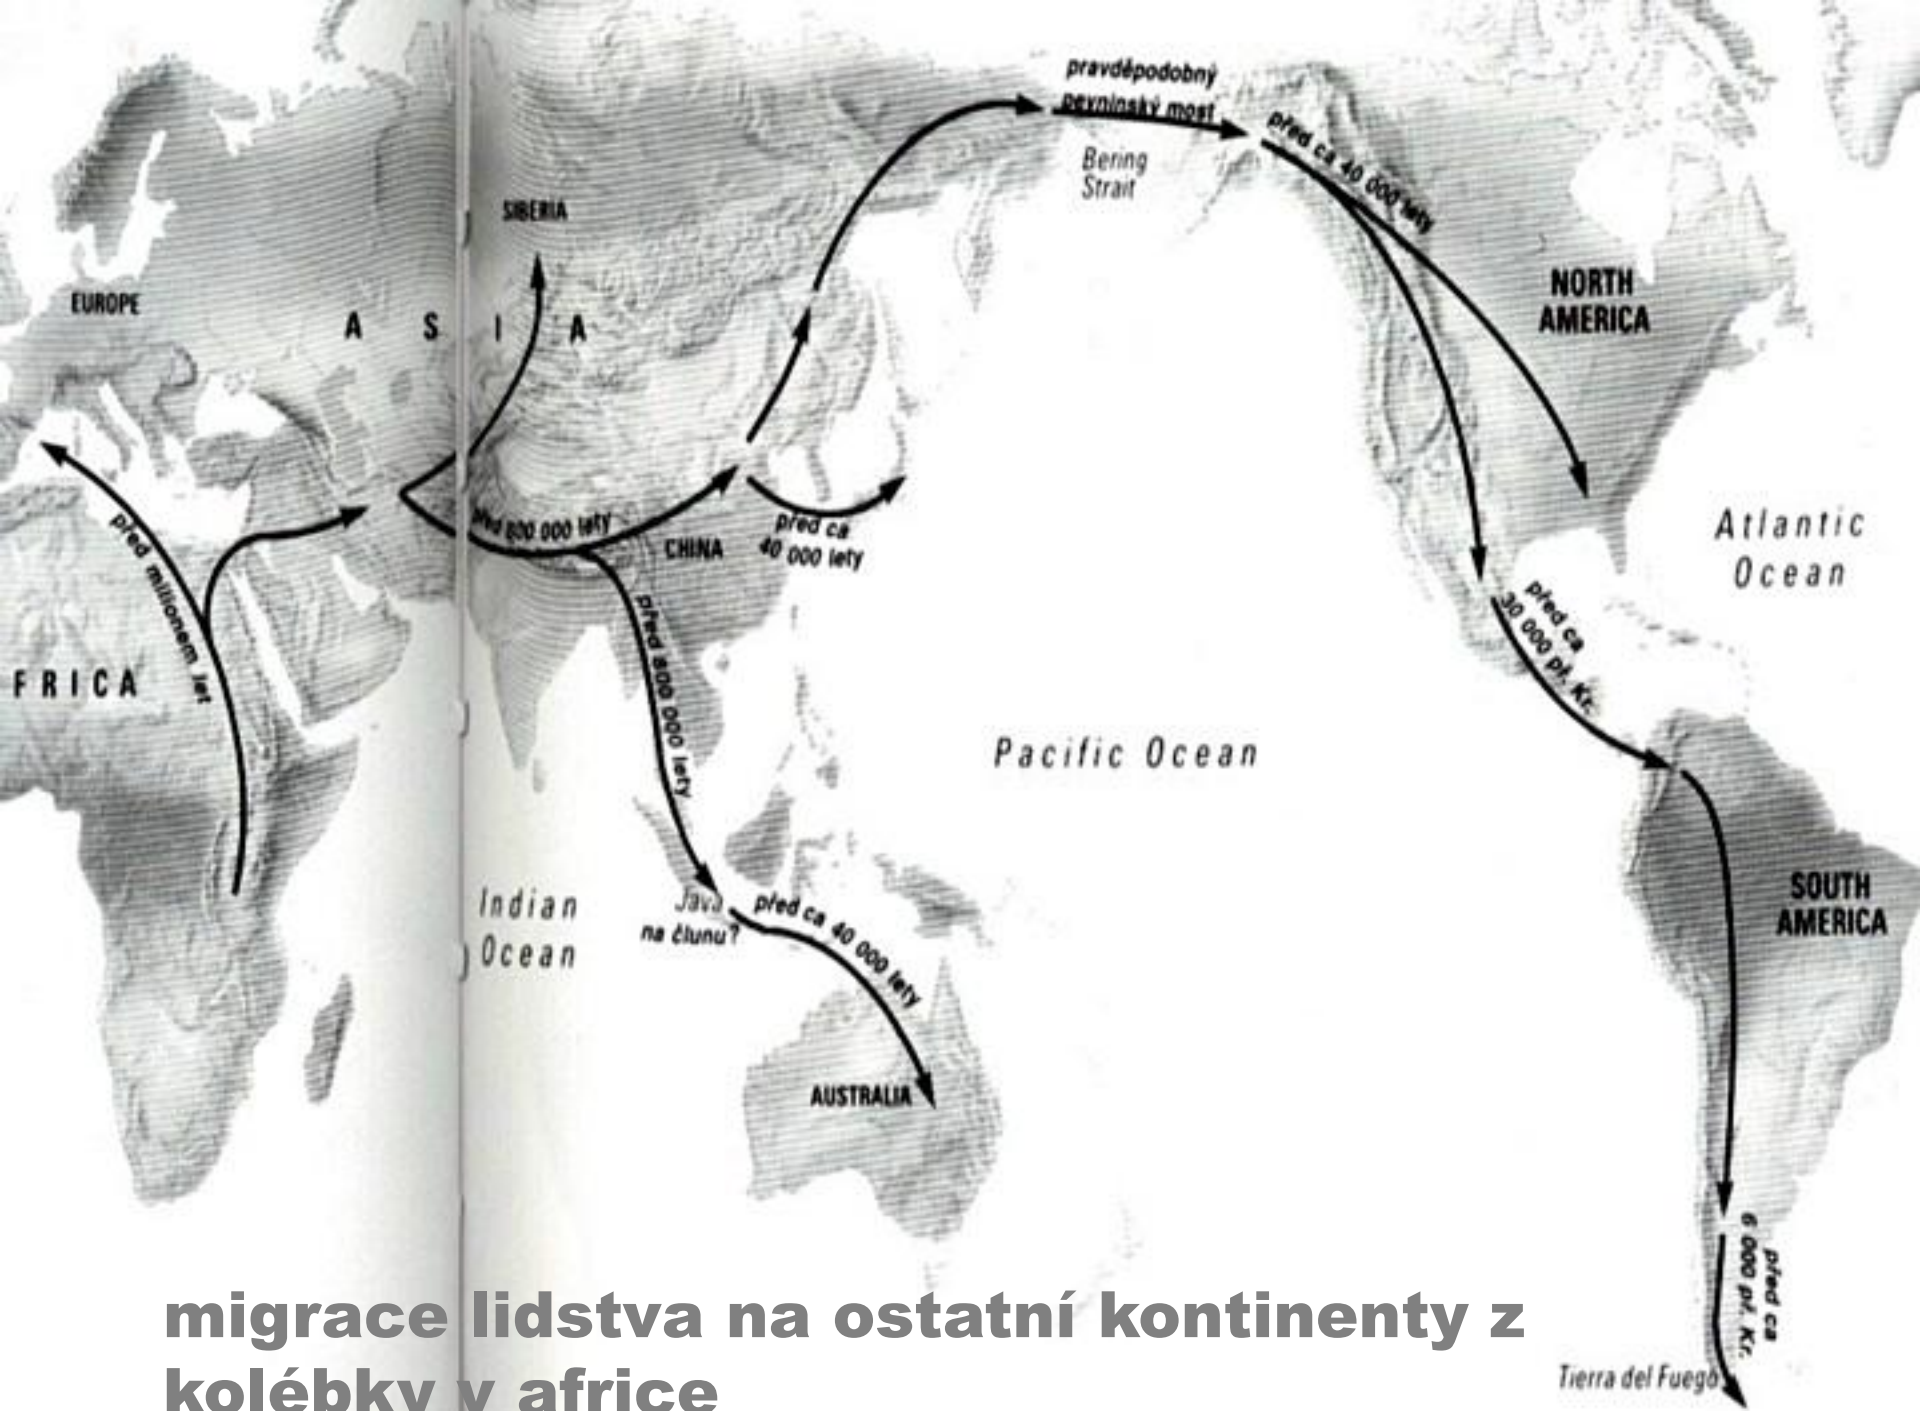 pravděpodobný
pevninský most
Bering
Strait
před ca 40 000 lety
SIBERIA
EUROPE
A S I A
NORTH
AMERICA
před milionem let
před 800 000 lety
CHINA
před ca
40 000 lety
Atlantic
Ocean
před ca
30 000 př. Kr.
FRICA
před 800 000 lety
Pacific Ocean
Indian
Ocean
Java
na člunu?
před ca 40 000 lety
SOUTH
AMERICA
AUSTRALIA
před ca
6 000 př. Kr.
Tierra del Fuego
migrace lidstva na ostatní kontinenty z
kolébky v africe